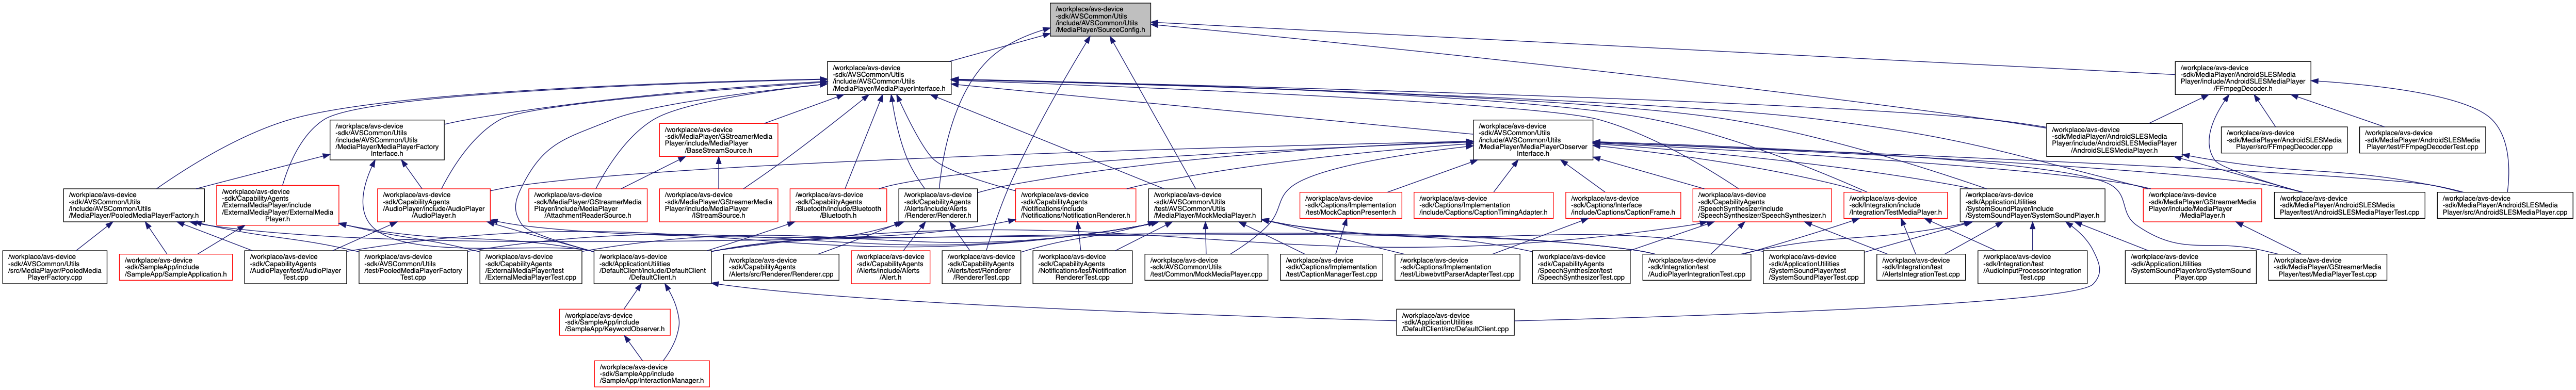 /workplace/avs-device
-sdk/AVSCommon/Utils
/include/AVSCommon/Utils
/MediaPlayer/SourceConfig.h
/workplace/avs-device
-sdk/AVSCommon/Utils
/include/AVSCommon/Utils
/MediaPlayer/MediaPlayerInterface.h
/workplace/avs-device
-sdk/MediaPlayer/AndroidSLESMedia
Player/include/AndroidSLESMediaPlayer
/FFmpegDecoder.h
/workplace/avs-device
-sdk/AVSCommon/Utils
/include/AVSCommon/Utils
/MediaPlayer/MediaPlayerFactory
Interface.h
/workplace/avs-device
-sdk/MediaPlayer/GStreamerMedia
Player/include/MediaPlayer
/BaseStreamSource.h
/workplace/avs-device
-sdk/AVSCommon/Utils
/include/AVSCommon/Utils
/MediaPlayer/MediaPlayerObserver
Interface.h
/workplace/avs-device
-sdk/MediaPlayer/AndroidSLESMedia
Player/include/AndroidSLESMediaPlayer
/AndroidSLESMediaPlayer.h
/workplace/avs-device
-sdk/MediaPlayer/AndroidSLESMedia
Player/src/FFmpegDecoder.cpp
/workplace/avs-device
-sdk/MediaPlayer/AndroidSLESMedia
Player/test/FFmpegDecoderTest.cpp
/workplace/avs-device
-sdk/AVSCommon/Utils
/include/AVSCommon/Utils
/MediaPlayer/PooledMediaPlayerFactory.h
/workplace/avs-device
-sdk/CapabilityAgents
/ExternalMediaPlayer/include
/ExternalMediaPlayer/ExternalMedia
Player.h
/workplace/avs-device
-sdk/CapabilityAgents
/AudioPlayer/include/AudioPlayer
/AudioPlayer.h
/workplace/avs-device
-sdk/MediaPlayer/GStreamerMedia
Player/include/MediaPlayer
/AttachmentReaderSource.h
/workplace/avs-device
-sdk/MediaPlayer/GStreamerMedia
Player/include/MediaPlayer
/IStreamSource.h
/workplace/avs-device
-sdk/CapabilityAgents
/Bluetooth/include/Bluetooth
/Bluetooth.h
/workplace/avs-device
-sdk/CapabilityAgents
/Alerts/include/Alerts
/Renderer/Renderer.h
/workplace/avs-device
-sdk/CapabilityAgents
/Notifications/include
/Notifications/NotificationRenderer.h
/workplace/avs-device
-sdk/AVSCommon/Utils
/test/AVSCommon/Utils
/MediaPlayer/MockMediaPlayer.h
/workplace/avs-device
-sdk/Captions/Implementation
/test/MockCaptionPresenter.h
/workplace/avs-device
-sdk/Captions/Implementation
/include/Captions/CaptionTimingAdapter.h
/workplace/avs-device
-sdk/Captions/Interface
/include/Captions/CaptionFrame.h
/workplace/avs-device
-sdk/CapabilityAgents
/SpeechSynthesizer/include
/SpeechSynthesizer/SpeechSynthesizer.h
/workplace/avs-device
-sdk/Integration/include
/Integration/TestMediaPlayer.h
/workplace/avs-device
-sdk/ApplicationUtilities
/SystemSoundPlayer/include
/SystemSoundPlayer/SystemSoundPlayer.h
/workplace/avs-device
-sdk/MediaPlayer/GStreamerMedia
Player/include/MediaPlayer
/MediaPlayer.h
/workplace/avs-device
-sdk/MediaPlayer/AndroidSLESMedia
Player/test/AndroidSLESMediaPlayerTest.cpp
/workplace/avs-device
-sdk/MediaPlayer/AndroidSLESMedia
Player/src/AndroidSLESMediaPlayer.cpp
/workplace/avs-device
-sdk/AVSCommon/Utils
/src/MediaPlayer/PooledMedia
PlayerFactory.cpp
/workplace/avs-device
-sdk/SampleApp/include
/SampleApp/SampleApplication.h
/workplace/avs-device
-sdk/CapabilityAgents
/AudioPlayer/test/AudioPlayer
Test.cpp
/workplace/avs-device
-sdk/AVSCommon/Utils
/test/PooledMediaPlayerFactory
Test.cpp
/workplace/avs-device
-sdk/CapabilityAgents
/ExternalMediaPlayer/test
/ExternalMediaPlayerTest.cpp
/workplace/avs-device
-sdk/ApplicationUtilities
/DefaultClient/include/DefaultClient
/DefaultClient.h
/workplace/avs-device
-sdk/CapabilityAgents
/Alerts/src/Renderer/Renderer.cpp
/workplace/avs-device
-sdk/CapabilityAgents
/Alerts/include/Alerts
/Alert.h
/workplace/avs-device
-sdk/CapabilityAgents
/Alerts/test/Renderer
/RendererTest.cpp
/workplace/avs-device
-sdk/CapabilityAgents
/Notifications/test/Notification
RendererTest.cpp
/workplace/avs-device
-sdk/AVSCommon/Utils
/test/Common/MockMediaPlayer.cpp
/workplace/avs-device
-sdk/Captions/Implementation
/test/CaptionManagerTest.cpp
/workplace/avs-device
-sdk/Captions/Implementation
/test/LibwebvttParserAdapterTest.cpp
/workplace/avs-device
-sdk/CapabilityAgents
/SpeechSynthesizer/test
/SpeechSynthesizerTest.cpp
/workplace/avs-device
-sdk/Integration/test
/AudioPlayerIntegrationTest.cpp
/workplace/avs-device
-sdk/ApplicationUtilities
/SystemSoundPlayer/test
/SystemSoundPlayerTest.cpp
/workplace/avs-device
-sdk/Integration/test
/AlertsIntegrationTest.cpp
/workplace/avs-device
-sdk/Integration/test
/AudioInputProcessorIntegration
Test.cpp
/workplace/avs-device
-sdk/ApplicationUtilities
/SystemSoundPlayer/src/SystemSound
Player.cpp
/workplace/avs-device
-sdk/MediaPlayer/GStreamerMedia
Player/test/MediaPlayerTest.cpp
/workplace/avs-device
-sdk/SampleApp/include
/SampleApp/KeywordObserver.h
/workplace/avs-device
-sdk/ApplicationUtilities
/DefaultClient/src/DefaultClient.cpp
/workplace/avs-device
-sdk/SampleApp/include
/SampleApp/InteractionManager.h